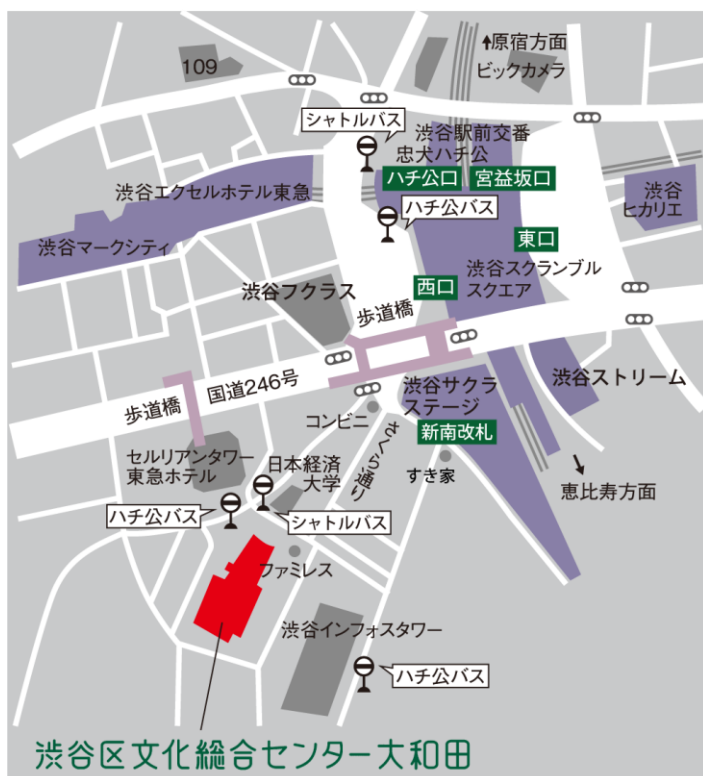 ↑原宿方面
ビックカメラ
109
シャトルバス
渋谷駅前交番
忠犬ハチ公
ハチ公口
宮益坂口
渋谷エクセルホテル東急
渋谷
ヒカリエ
ハチ公バス
東口
渋谷マークシティ
渋谷スクランブル
スクエア
西口
渋谷フクラス
歩道橋
国道246号
歩道橋
渋谷サクラ
ステージ
渋谷ストリーム
コンビニ
さくら通り
新南改札
セルリアンタワー
東急ホテル
日本経済
大学
すき家
恵比寿方面
ハチ公バス
シャトルバス
ファミレス
渋谷インフォスタワー
ハチ公バス
渋谷区文化総合センター大和田